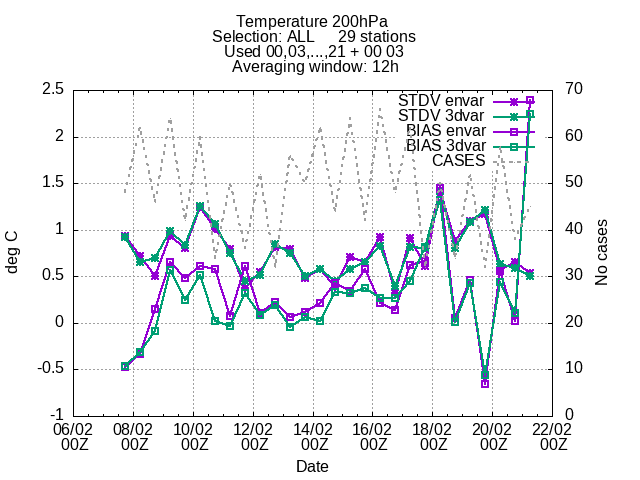 Temperature 200hPa
Selection: ALL 29 stations
Used 00,03,...,21 + 00 03
Averaging window: 12h
2.5
2
1.5
1
0.5
0
-0.5
-1
deg C
70
60
50
40
30
20
10
0
No cases
STDV envar
STDV 3dvar
BIAS envar
BIAS 3dvar
CASES
06/02 08/02 10/02 12/02 14/02 16/02 18/02 20/02 22/02
00Z 00Z 00Z 00Z 00Z 00Z 00Z 00Z 00Z
Date